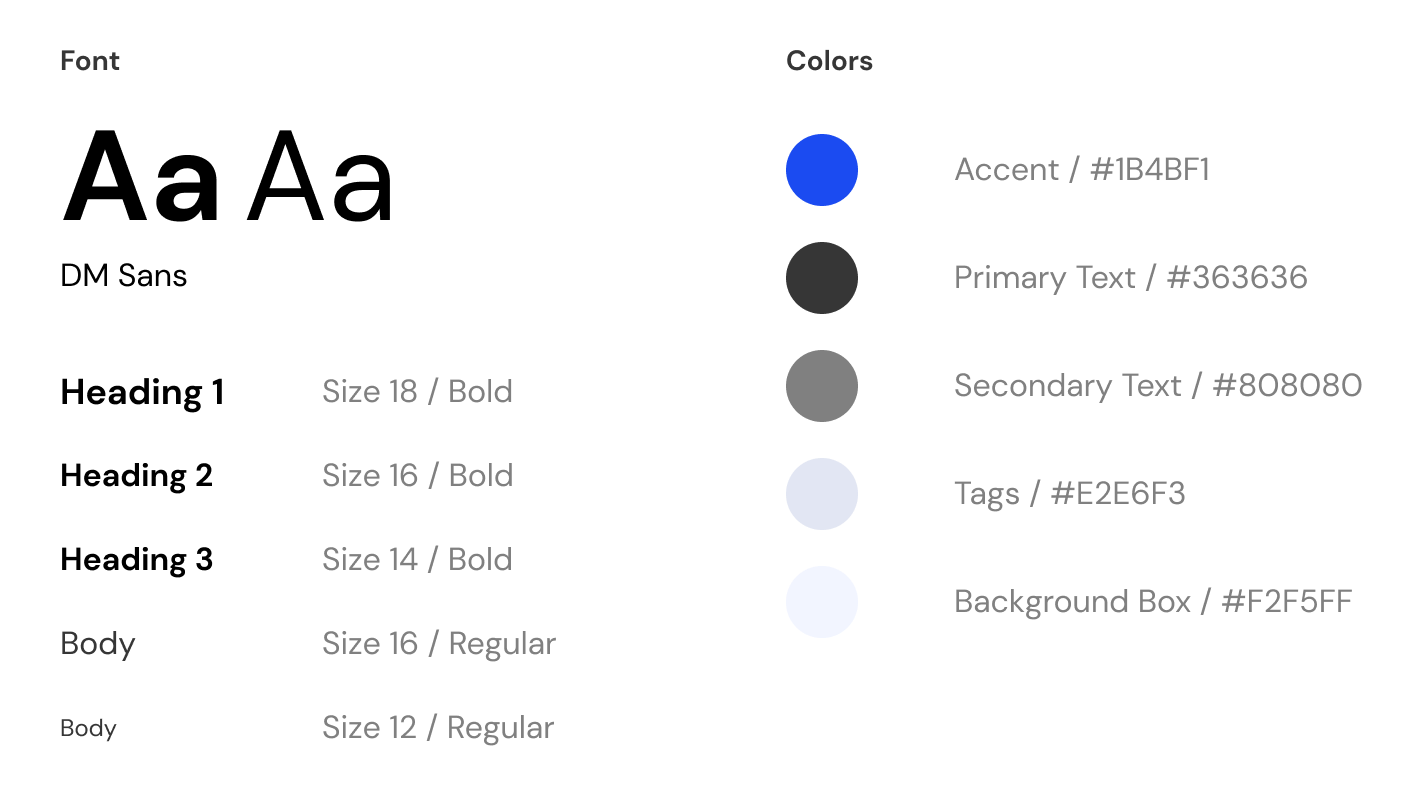 Font
Aa Aa
DM Sans
Heading 1 Size 18 / Bold
Heading 2 Size 16 / Bold
Heading 3 Size 14 / Bold
Body Size 16 / Regular
Body Size 12 / Regular
Colors
Accent / #1B4BF1
Primary Text / #363636
Secondary Text / #808080
Tags / #E2E6F3
Background Box / #F2F5FF